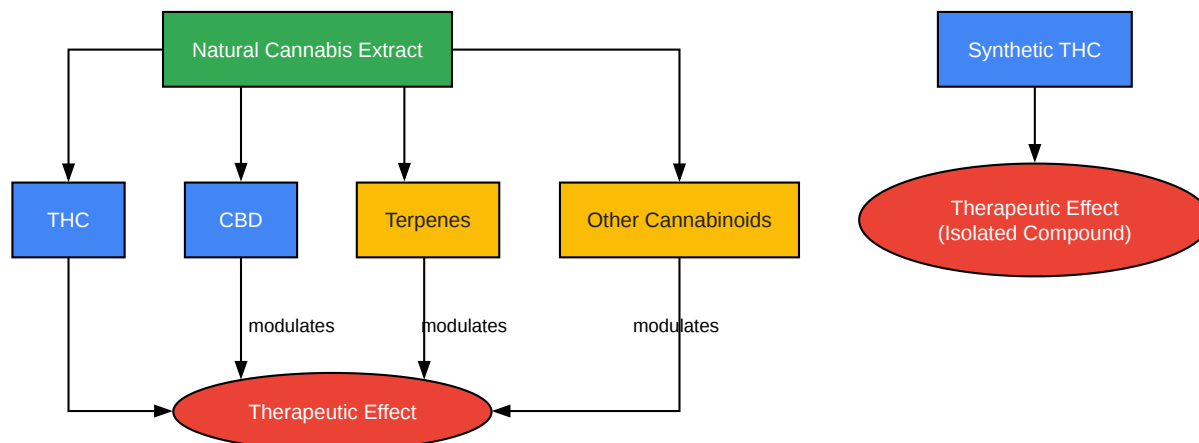 Natural Cannabis Extract
Synthetic THC
THC
CBD
Terpenes
Other Cannabinoids
Therapeutic Effect
(Isolated Compound)
modulates
modulates
modulates
Therapeutic Effect